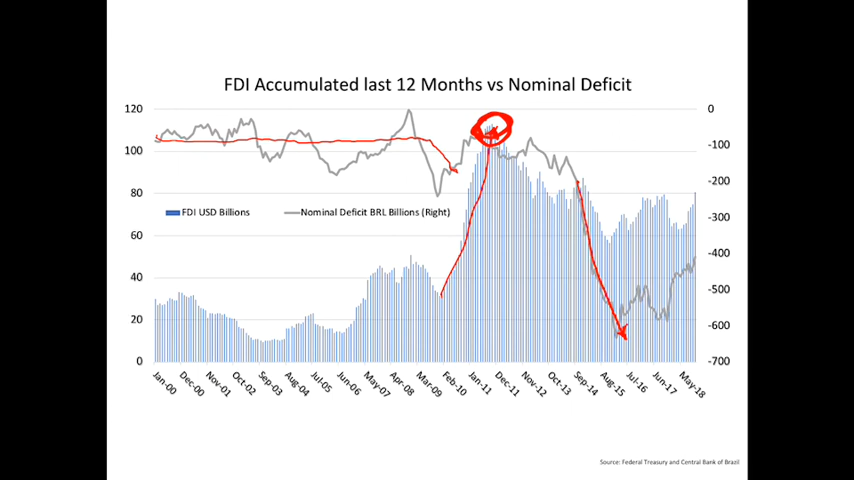 FDI Accumulated last 12 Months vs Nominal Deficit
120
100
80
60
40
20
0
0
-100
-200
-300
-400
-500
-600
-700
FDI USD Billions
Nominal Deficit BRL Billions (Right)
Jan-00
Dec-00
Nov-01
Oct-02
Sep-03
Aug-04
Jul-05
Jun-06
May-07
Apr-08
Mar-09
Feb-10
Jan-11
Dec-11
Nov-12
Oct-13
Sep-14
Aug-15
Jul-16
Jun-17
May-18
Source: Federal Treasury and Central Bank of Brazil